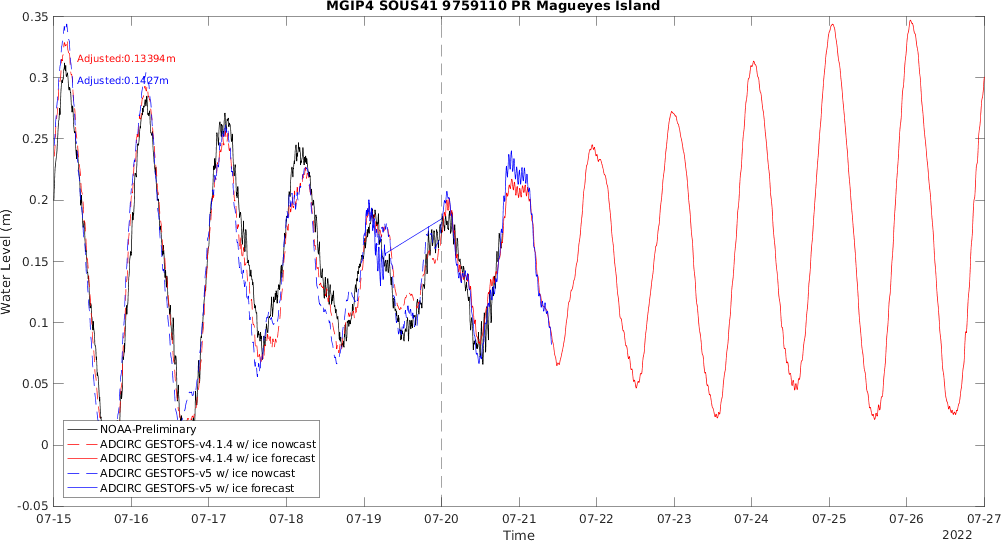 MGIP4 SOUS41 9759110 PR Magueyes Island
Adjusted:0.13394m
Adjusted:0.1427m
0.35
0.3
0.25
0.2
0.15
0.1
0.05
0
-0.05
Water Level (m)
NOAA-Preliminary
ADCIRC GESTOFS-v4.1.4 w/ ice nowcast
ADCIRC GESTOFS-v4.1.4 w/ ice forecast
ADCIRC GESTOFS-v5 w/ ice nowcast
ADCIRC GESTOFS-v5 w/ ice forecast
07-15 07-16 07-17 07-18 07-19 07-20 07-21 07-22 07-23 07-24 07-25 07-26 07-27
Time
2022